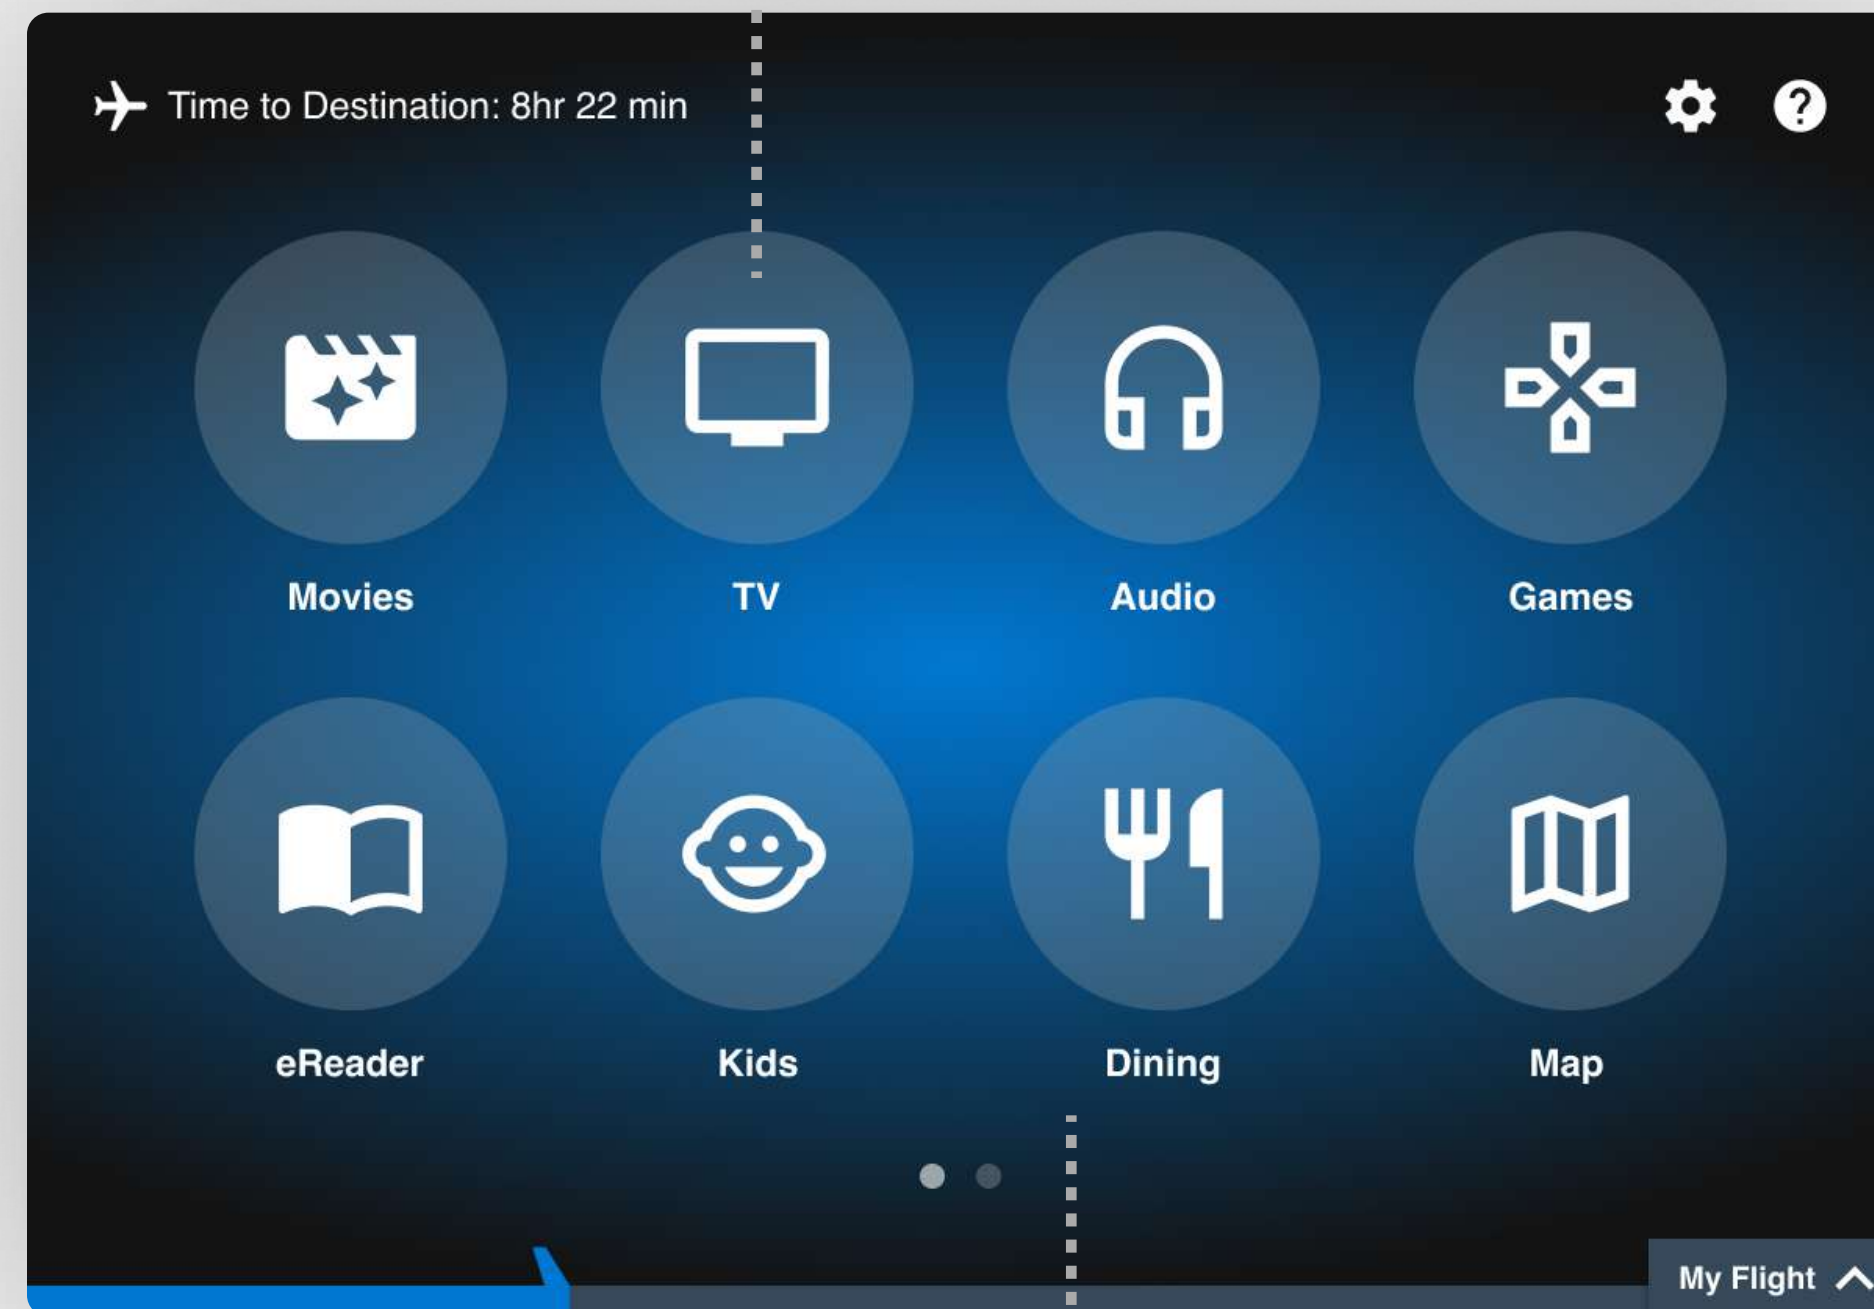 Time to Destination: 8hr 22 min
?
Movies TV Audio Games
eReader Kids Dining Map
My Flight